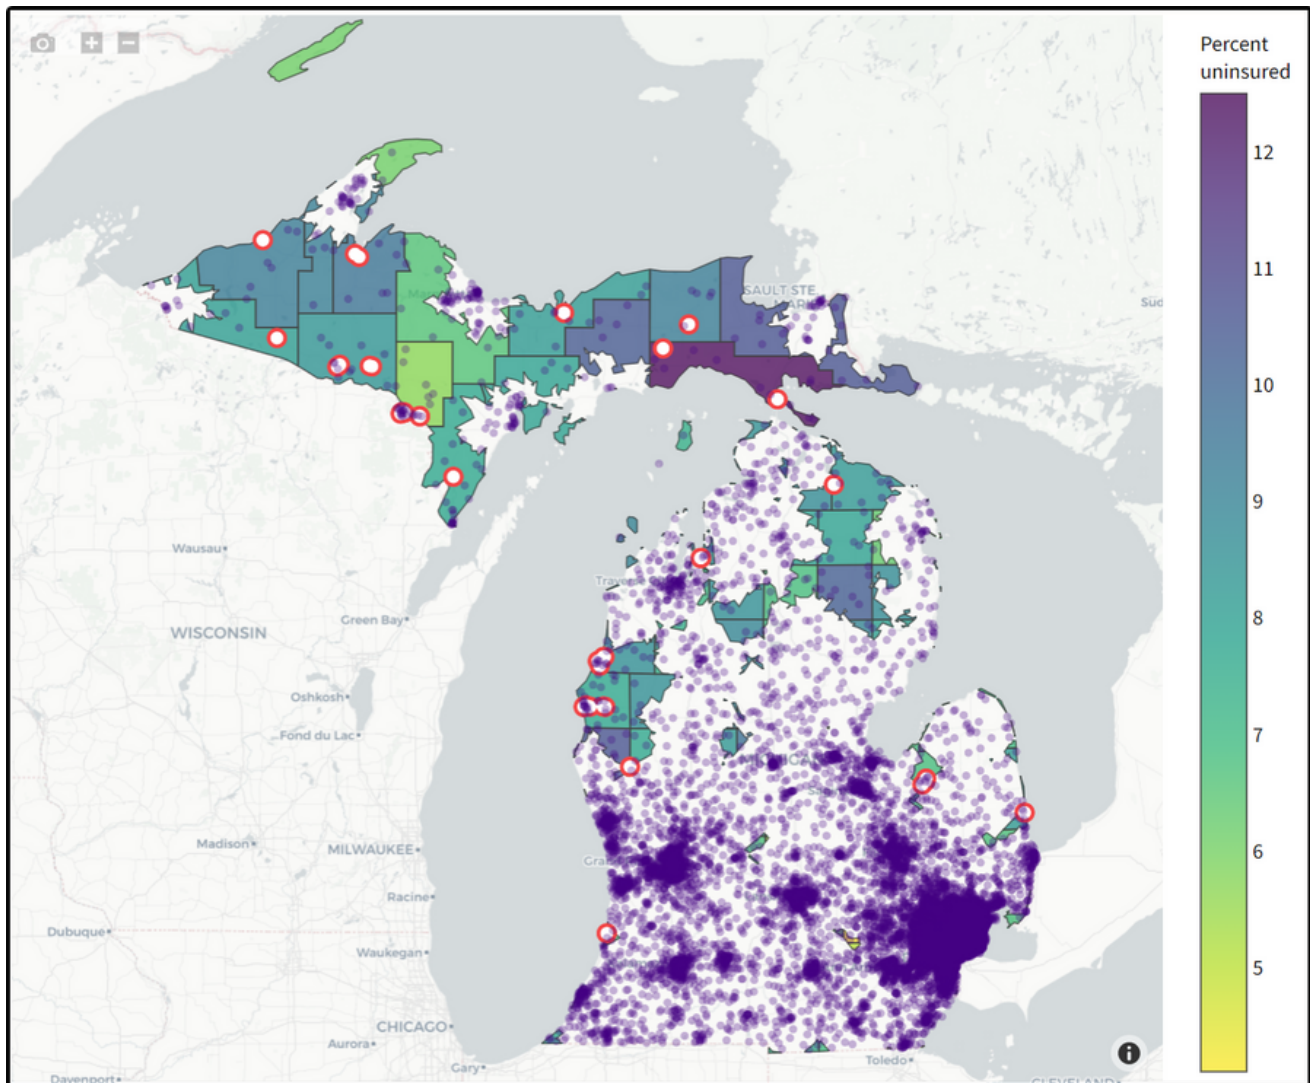 Percent
uninsured
12
11
10
9
8
7
6
5
SAULT STE
Wausau
WISCONSIN
Green Bay
Oshkosh
Fond du Lac
Madison
MILWAUKEE
Racine
Dubuque
Waukegan
CHICAGO
Aurora
Gary
Toledo
CLEVELAND
Davenport
i